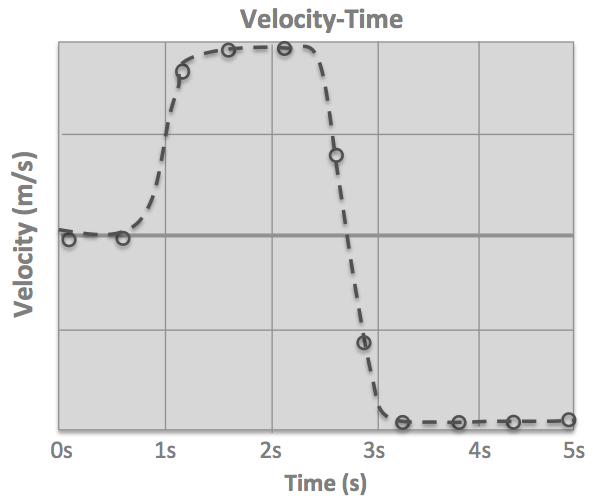 Velocity-Time
Velocity (m/s)
0s 1s 2s 3s 4s 5s
Time (s)